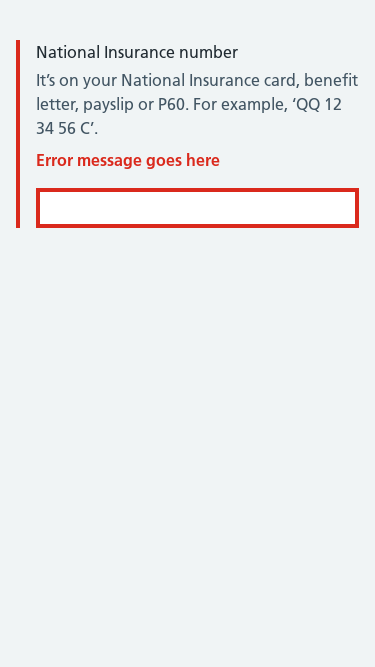 National Insurance number
It’s on your National Insurance card, benefit
letter, payslip or P60. For example, ‘QQ 12
34 56 C’.
Error message goes here